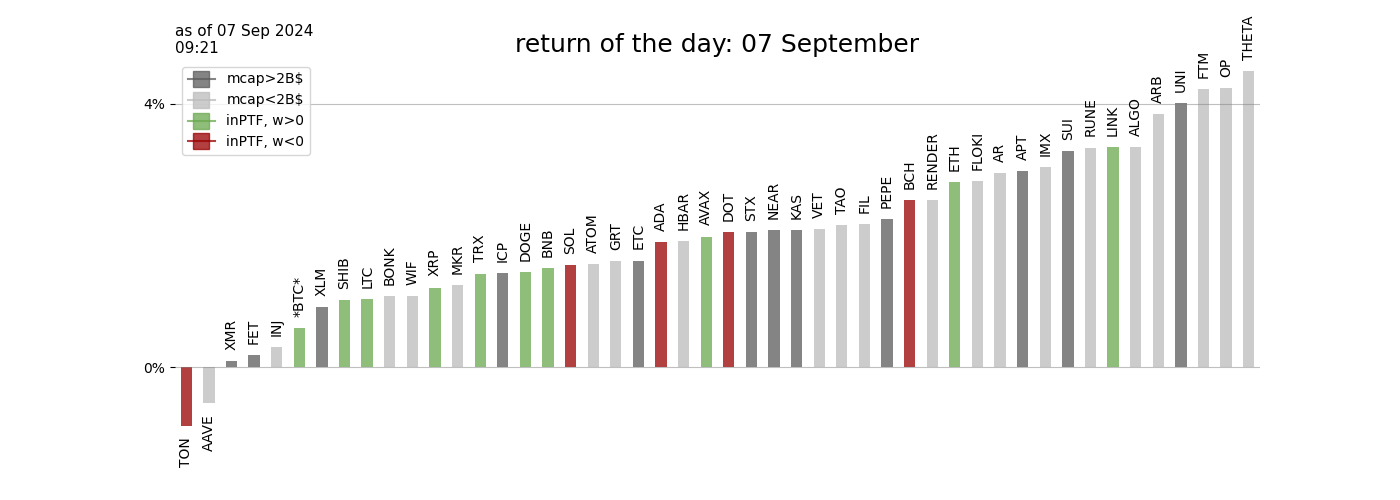 as of 07 Sep 2024
09:21
return of the day: 07 September
mcap>2B$
mcap<2B$
inPTF, w>0
inPTF, w<0
4%
0%
TON
AAVE
XMR
FET
INJ
*BTC*
XLM
SHIB
LTC
BONK
WIF
XRP
MKR
TRX
ICP
DOGE
BNB
SOL
ATOM
GRT
ETC
ADA
HBAR
AVAX
DOT
STX
NEAR
KAS
VET
TAO
FIL
PEPE
BCH
RENDER
ETH
FLOKI
AR
APT
IMX
SUI
RUNE
LINK
ALGO
ARB
UNI
FTM
OP
THETA